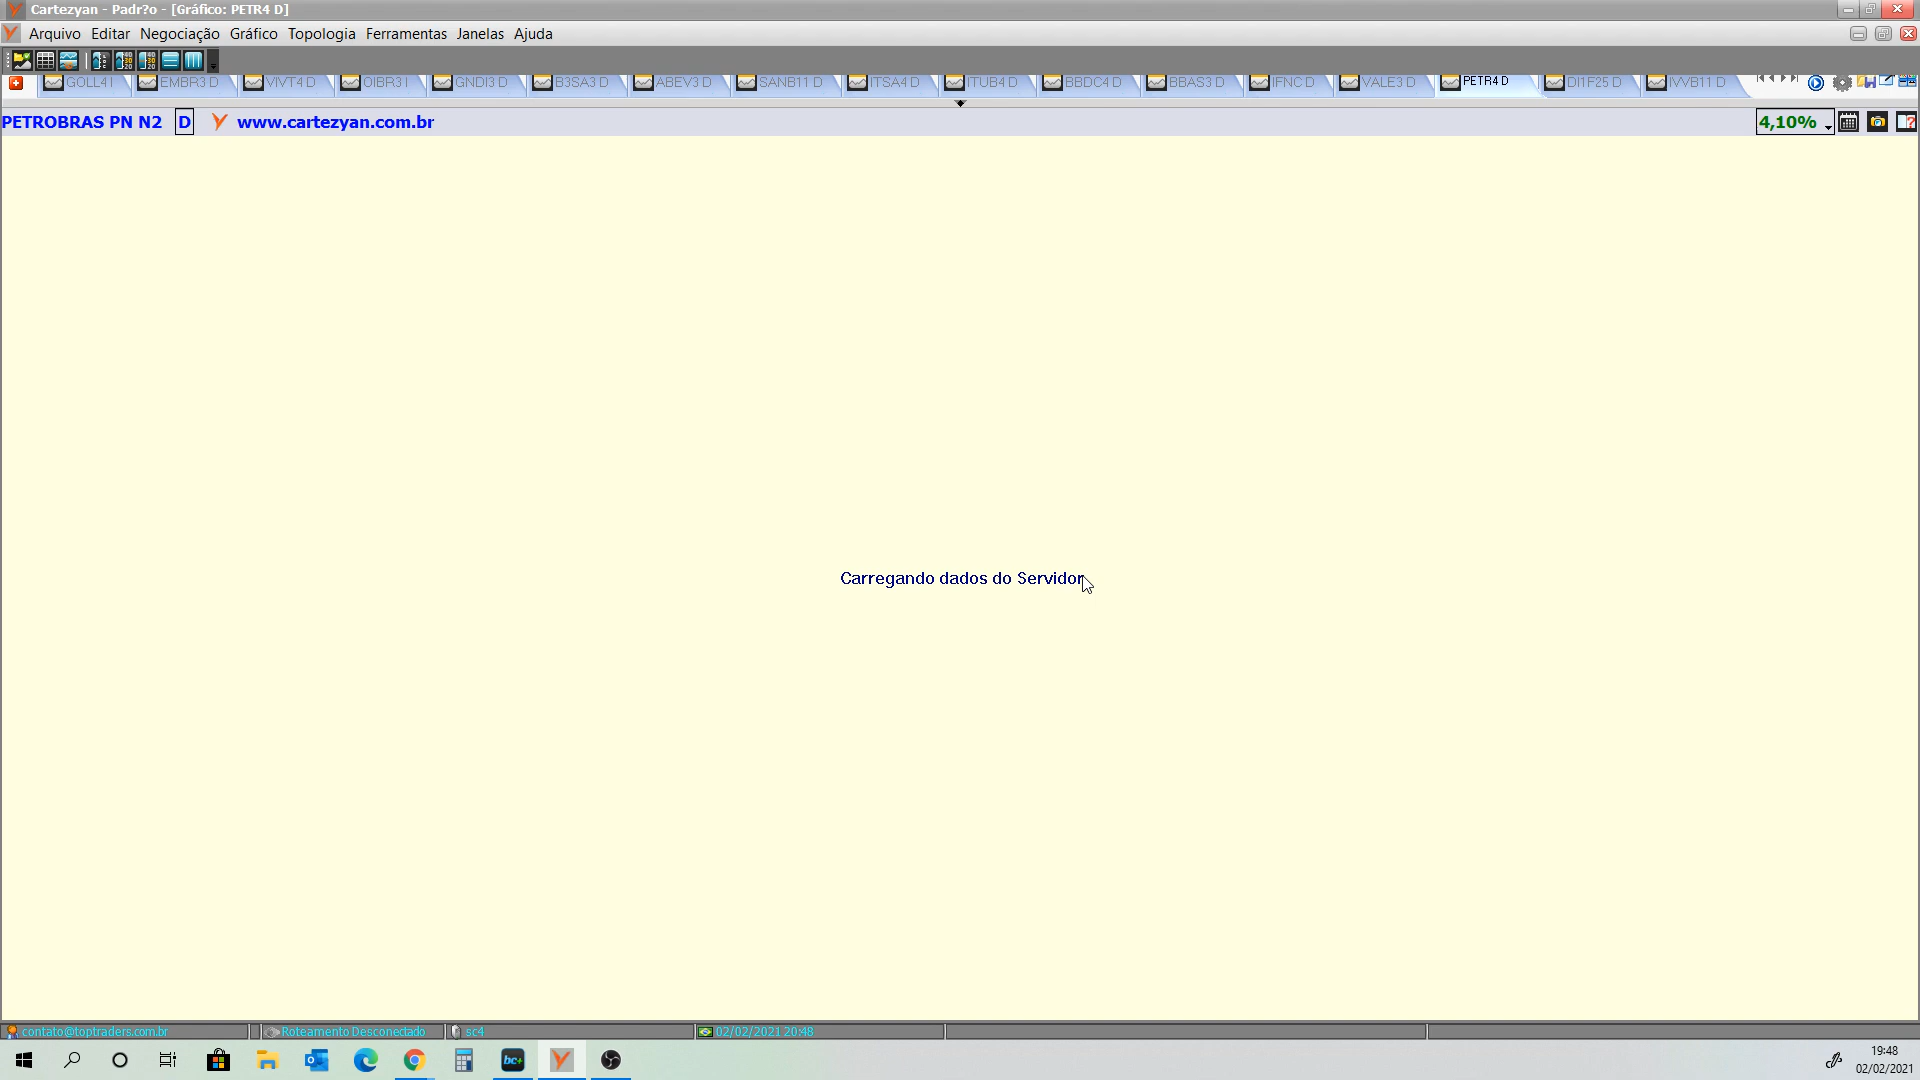 Cartezyan - Padr?o - [Gráfico: PETR4 D]
Arquivo Editar Negociação Gráfico Topologia Ferramentas Janelas Ajuda
GOLL4 I EMBR3 D VIVT4 D OIBR3 I GNDI3 D B3SA3 D ABEV3 D SANB11 D ITSA4 D ITUB4 D BBDC4 D BBAS3 D IFNC D VALE3 D PETR4 D DI1F25 D IVVB11 D
PETROBRAS PN N2 D www.cartezyan.com.br 4,10%
Carregando dados do Servidor
contato@toptraders.com.br Roteamento Desconectado sc4 02/02/2021 20:48
bc+ 19:48
02/02/2021